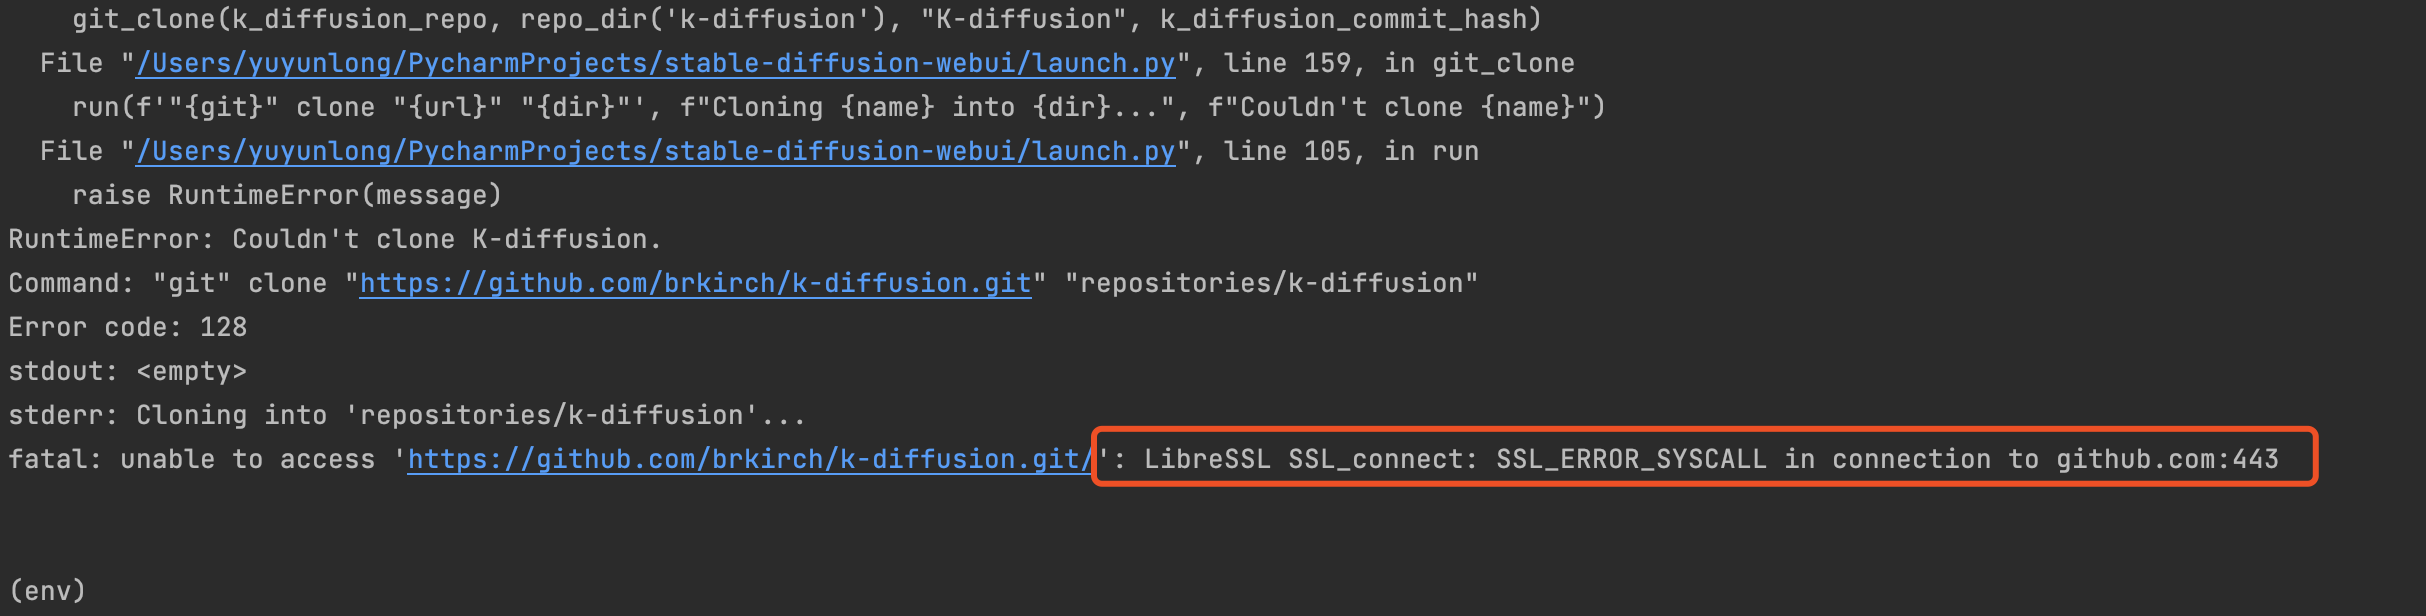 git_clone(k_diffusion_repo, repo_dir('k-diffusion'), "K-diffusion", k_diffusion_commit_hash)
File "/Users/yuyunlong/PycharmProjects/stable-diffusion-webui/launch.py", line 159, in git_clone
run(f'"{git}" clone "{url}" "{dir}"', f"Cloning {name} into {dir}...", f"Couldn't clone {name}")
File "/Users/yuyunlong/PycharmProjects/stable-diffusion-webui/launch.py", line 105, in run
raise RuntimeError(message)
RuntimeError: Couldn't clone K-diffusion.
Command: "git" clone "https://github.com/brkirch/k-diffusion.git" "repositories/k-diffusion"
Error code: 128
stdout: <empty>
stderr: Cloning into 'repositories/k-diffusion'...
fatal: unable to access 'https://github.com/brkirch/k-diffusion.git/': LibreSSL SSL_connect: SSL_ERROR_SYSCALL in connection to github.com:443
(env)